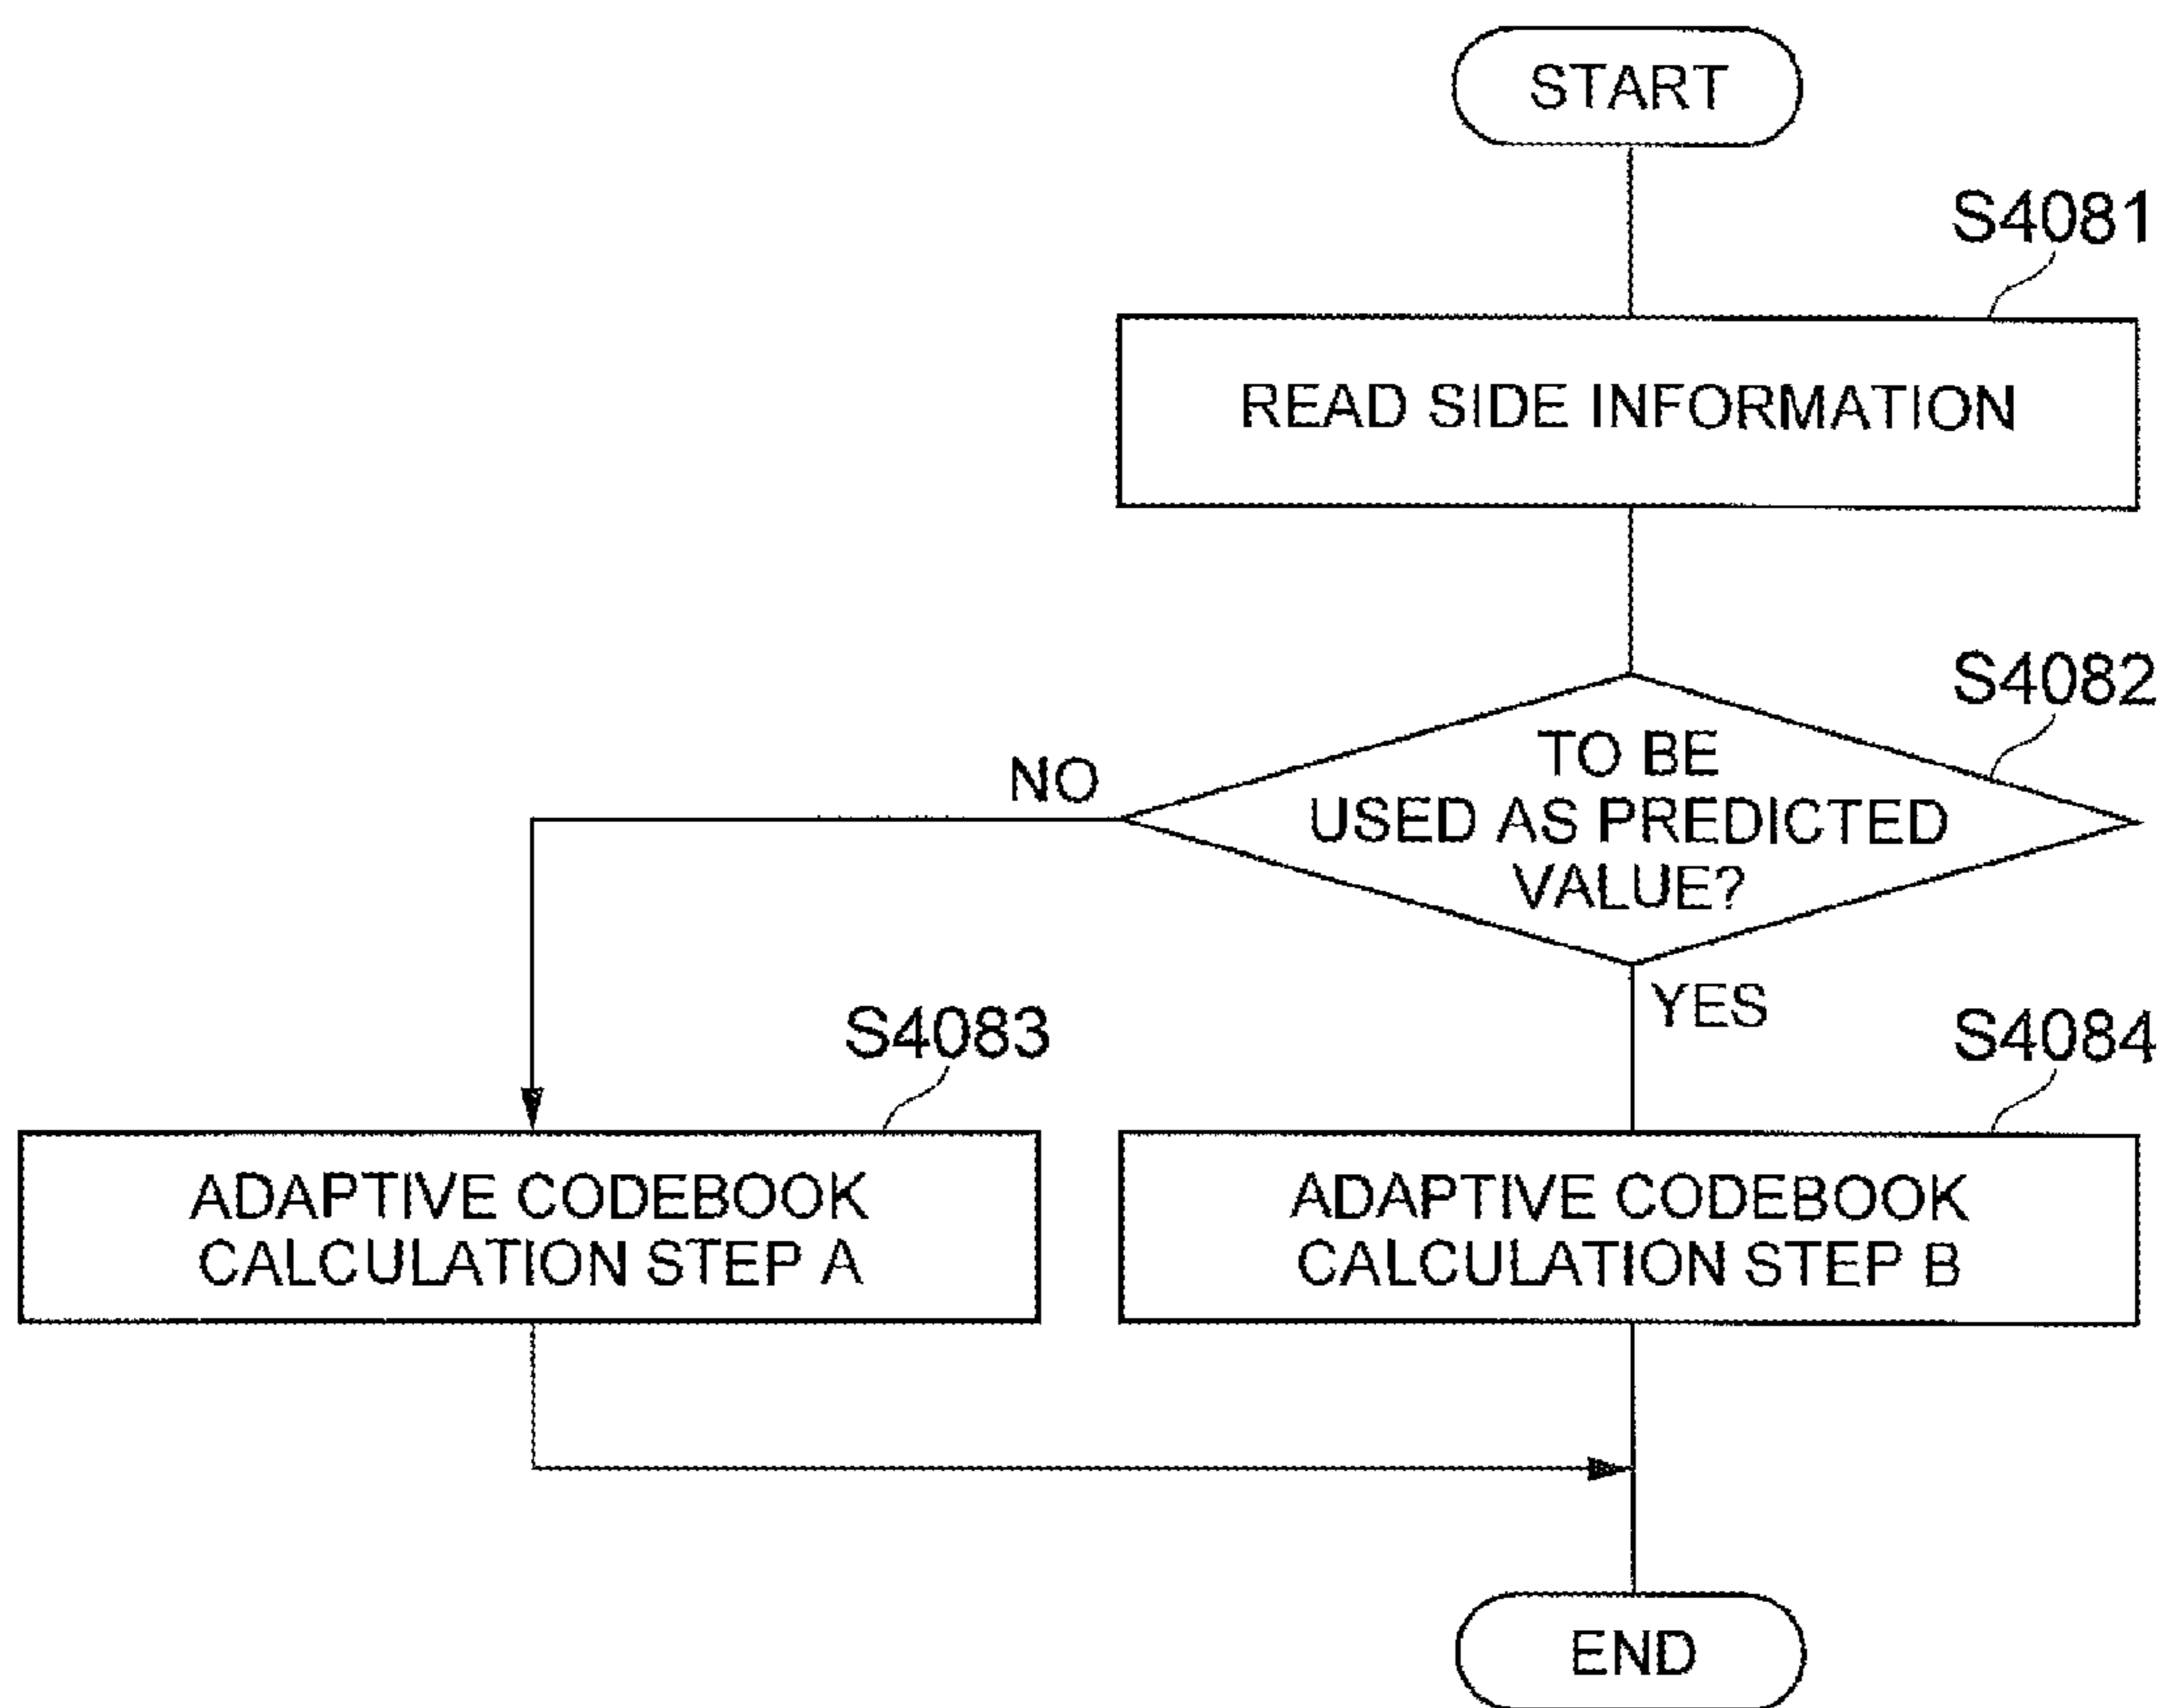 START
S4081
READ SIDE INFORMATION
S4082
TO BE
USED AS PREDICTED
VALUE?
NO
YES
S4083
ADAPTIVE CODEBOOK
CALCULATION STEP A
S4084
ADAPTIVE CODEBOOK
CALCULATION STEP B
END